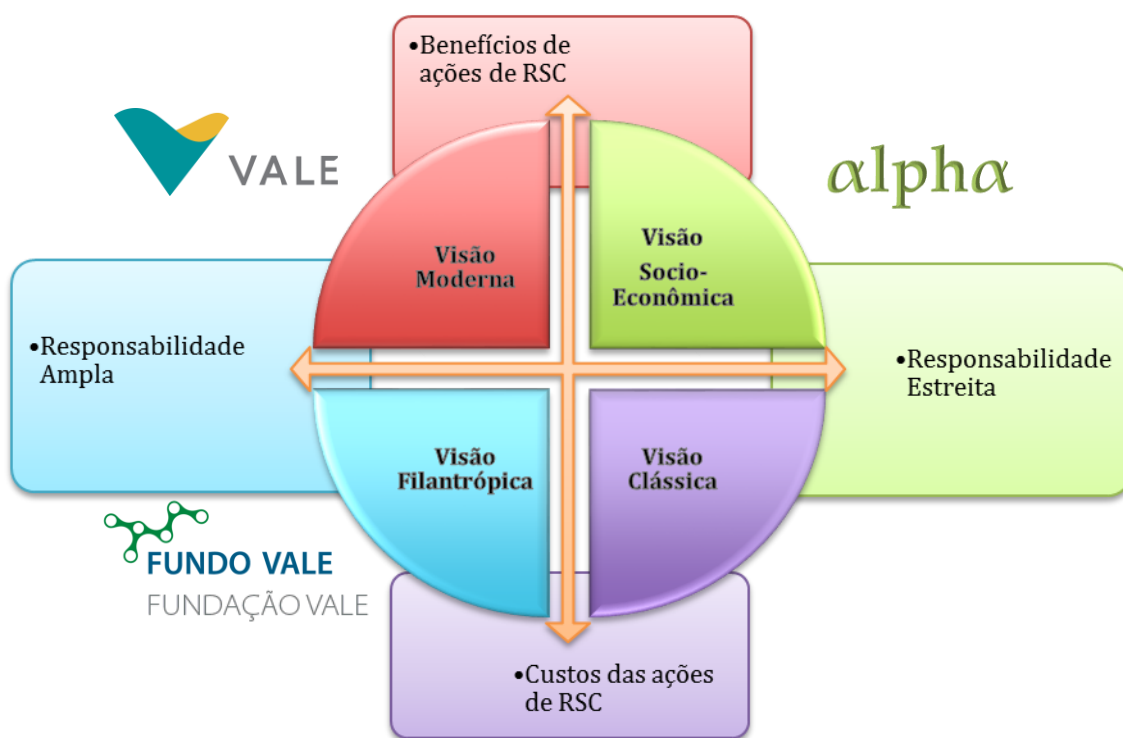 •Benefícios de
ações de RSC
VALE
alpha
Visão
Moderna
Visão
Socio-
Econômica
•Responsabilidade
Ampla
•Responsabilidade
Estreita
Visão
Filantrópica
Visão
Clássica
FUNDO VALE
FUNDAÇÃO VALE
•Custos das ações
de RSC